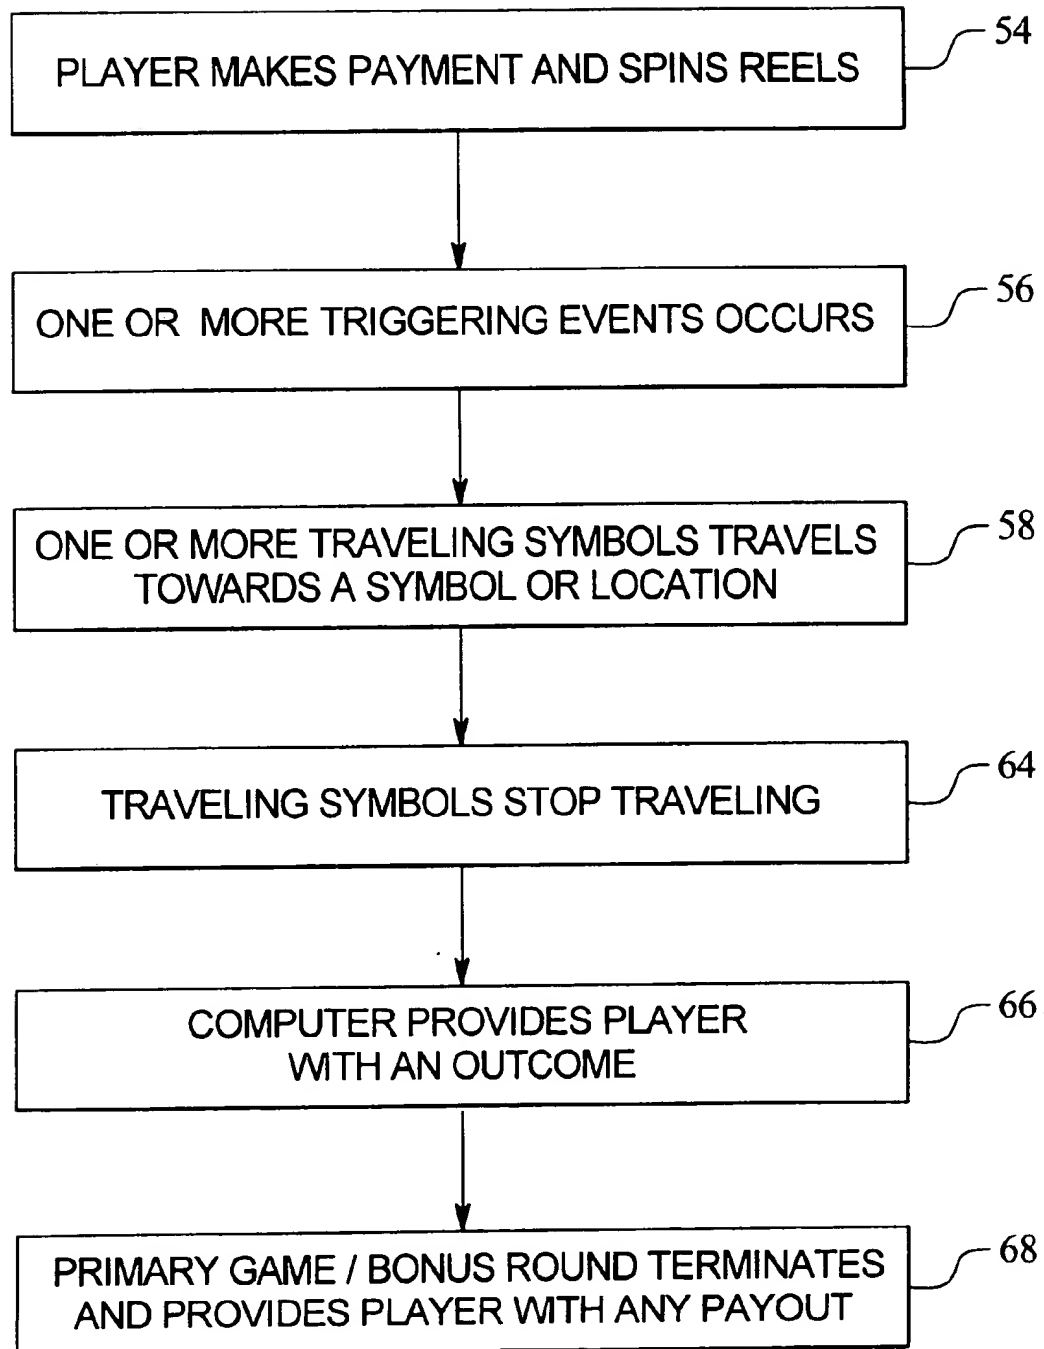 PLAYER MAKES PAYMENT AND SPINS REELS
54
ONE OR MORE TRIGGERING EVENTS OCCURS
56
ONE OR MORE TRAVELING SYMBOLS TRAVELS
TOWARDS A SYMBOL OR LOCATION
58
TRAVELING SYMBOLS STOP TRAVELING
64
COMPUTER PROVIDES PLAYER
WITH AN OUTCOME
66
PRIMARY GAME / BONUS ROUND TERMINATES
AND PROVIDES PLAYER WITH ANY PAYOUT
68